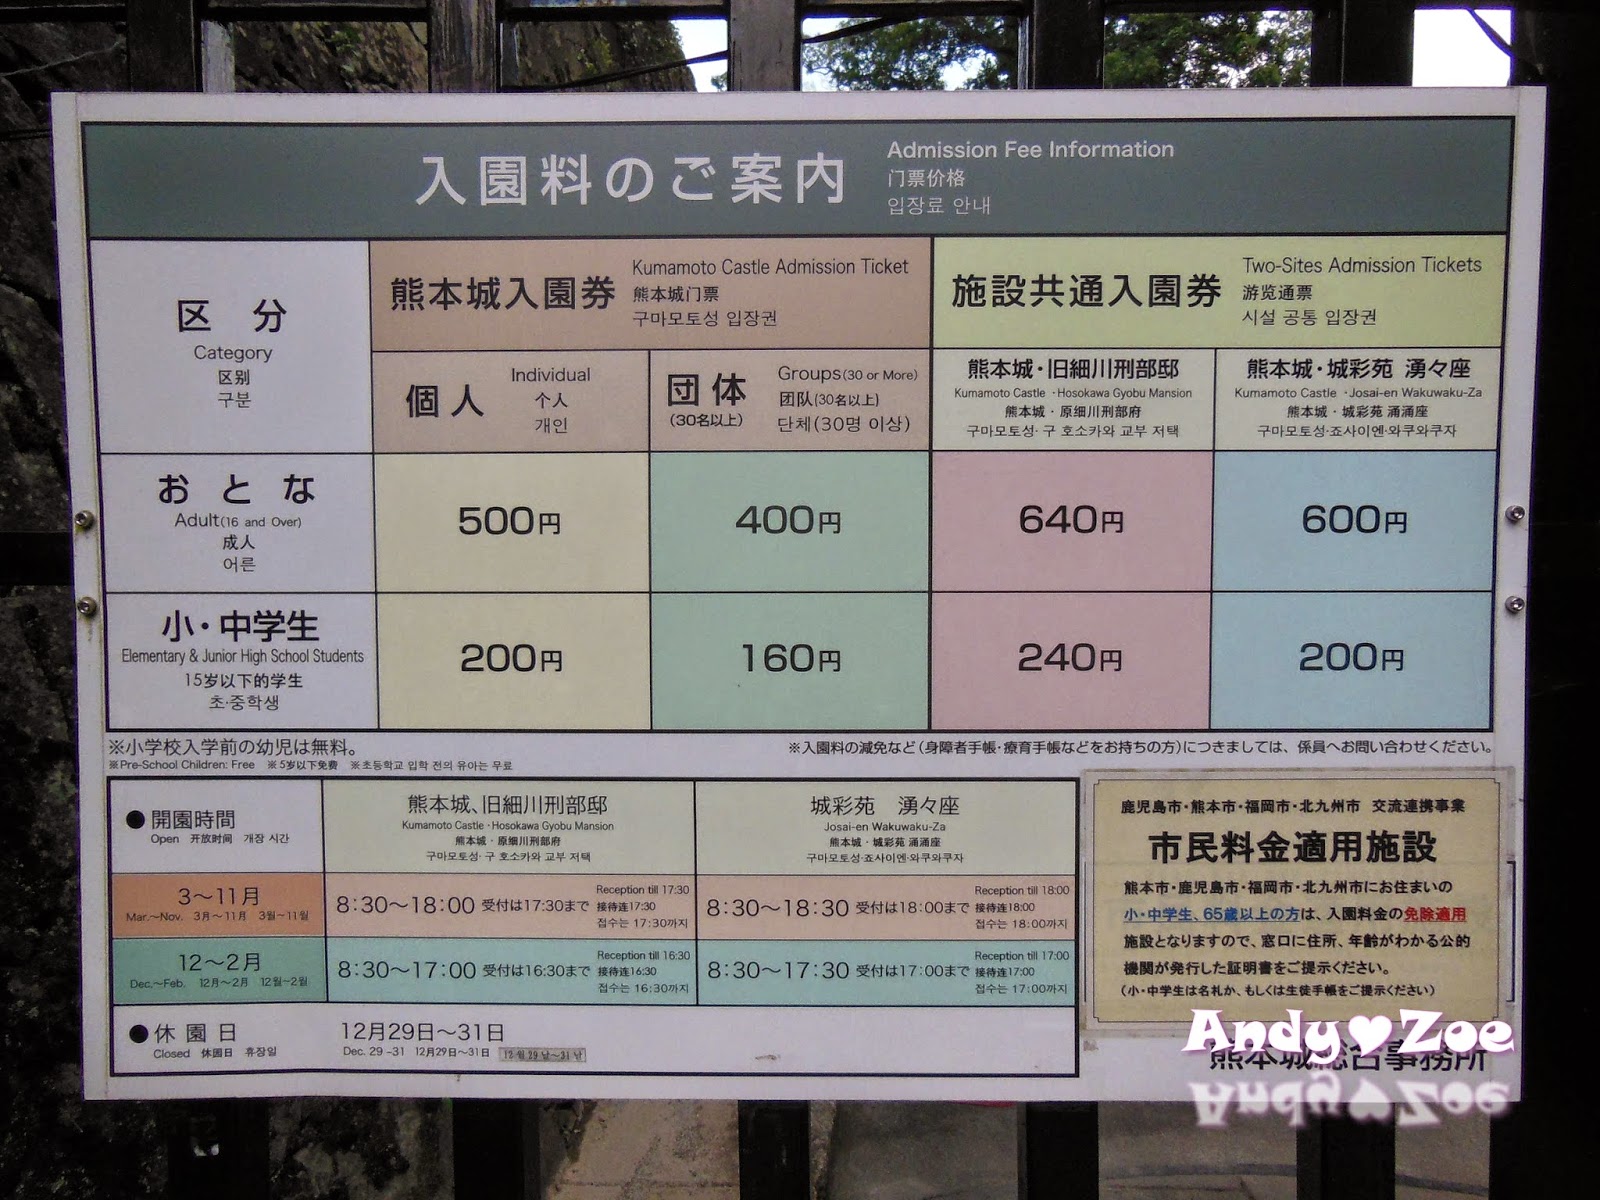 入園料のご案内
Admission Fee Information
门票价格
입장료 안내
区 分
Category
区别
구분
熊本城入園券
Kumamoto Castle Admission Ticket
熊本城门票
구마모토성 입장권
施設共通入園券
Two-Sites Admission Tickets
游览通票
시설 공통 입장권
個人
Individual
个人
개인
団体
(30名以上)
Groups(30 or More)
团队(30名以上)
단체(30명 이상)
熊本城・旧細川刑部邸
Kumamoto Castle ・Hosokawa Gyobu Mansion
熊本城・原细川刑部府
구마모토성· 구 호소카와 교부 저택
熊本城・城彩苑 湧々座
Kumamoto Castle ・Josai-en Wakuwaku-Za
熊本城・城彩苑 涌涌座
구마모토성·죠사이엔·와쿠와쿠자
おとな
Adult(16 and Over)
成人
어른
500円
400円
640円
600円
小・中学生
Elementary & Junior High School Students
15岁以下的学生
초·중학생
200円
160円
240円
200円
※小学校入学前の幼児は無料。
※Pre-School Children: Free ※5岁以下免费 ※초등학교 입학 전의 유아는 무료
※入園料の減免など(身障者手帳・療育手帳などをお持ちの方)につきましては、係員へお問い合わせください。
●開園時間
Open 开放时间 개장 시간
熊本城、旧細川刑部邸
Kumamoto Castle・Hosokawa Gyobu Mansion
熊本城・原细川刑部府
구마모토성· 구 호소카와 교부 저택
城彩苑 湧々座
Josai-en Wakuwaku-Za
熊本城・城彩苑 涌涌座
구마모토성·죠사이엔·와쿠와쿠자
3〜11月
Mar.〜Nov. 3月〜11月 3월〜11월
8:30〜18:00 受付は17:30まで
Reception till 17:30
接待连17:30
접수는 17:30까지
8:30〜18:30 受付は18:00まで
Reception till 18:00
接待连18:00
접수는 18:00까지
12〜2月
Dec.〜Feb. 12月〜2月 12월~2월
8:30〜17:00 受付は16:30まで
Reception till 16:30
接待连16:30
접수는 16:30까지
8:30〜17:30 受付は17:00まで
Reception till 17:00
接待连17:00
접수는 17:00까지
●休園日
Closed 休園日 휴장일
12月29日〜31日
Dec. 29 -31 12月29日〜31日
鹿児島市・熊本市・福岡市・北九州市 交流連携事業
市民料金適用施設
熊本市・鹿児島市・福岡市・北九州市にお住まいの
小・中学生、65歳以上の方は、入園料金の免除適用
施設となりますので、窓口に住所、年齢がわかる公的
機関が発行した証明書をご提示ください。
(小・中学生は名札か、もしくは生徒手帳をご提示ください)
熊本城総合事務所
Andy♥Zoe